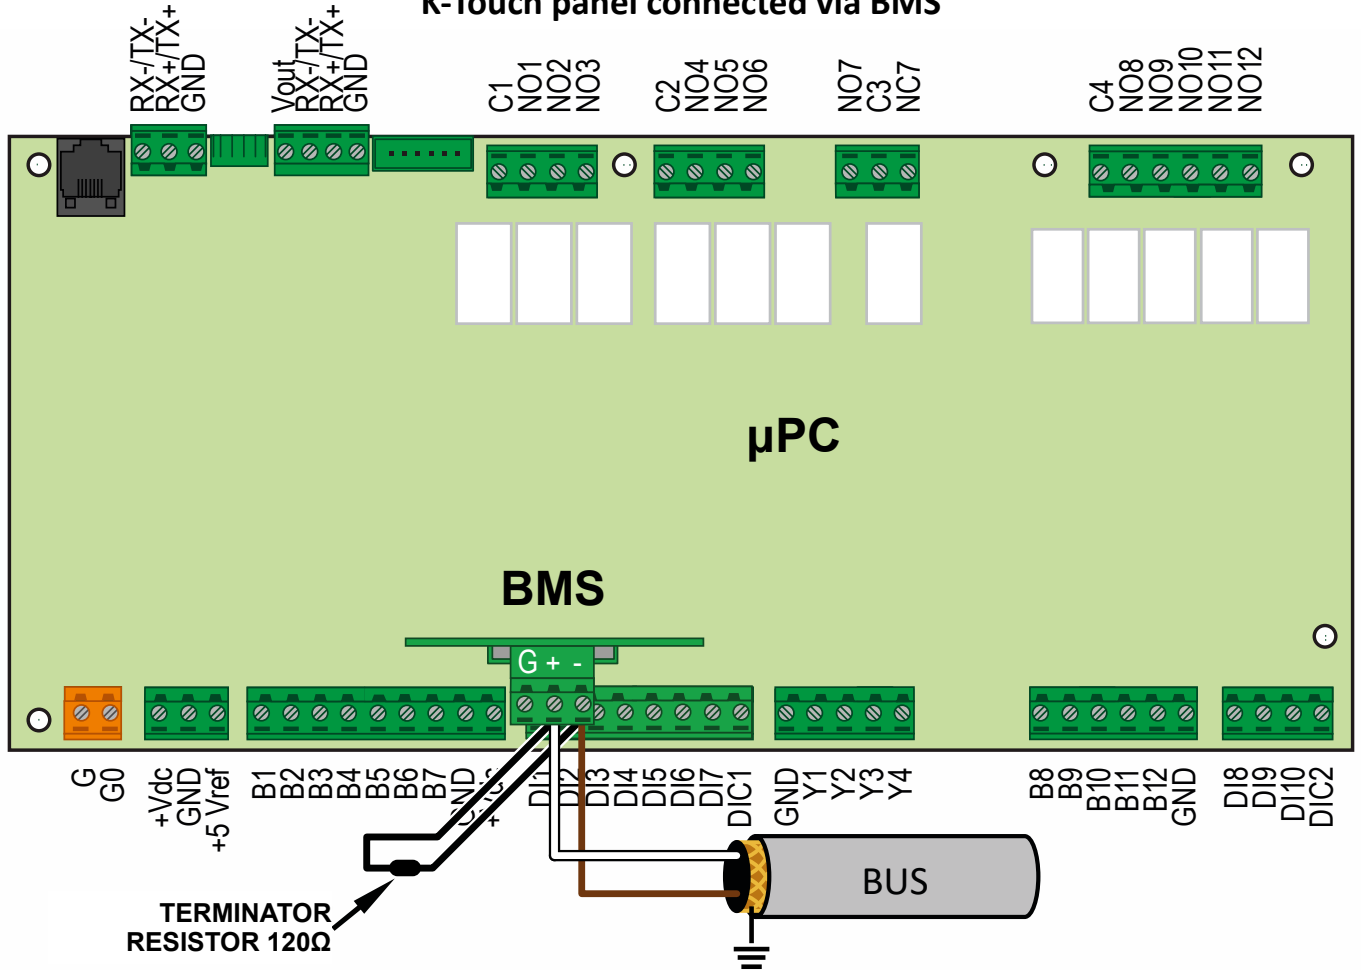 K-Touch panel connected via BMS
RX-/TX-
RX+/TX+
GND
Vout
RX-/TX-
RX+/TX+
GND
C1
NO1
NO2
NO3
C2
NO4
NO5
NO6
NO7
C3
NC7
C4
NO8
NO9
NO10
NO11
NO12
µPC
BMS
G + -
G
G0
+Vdc
GND
+5 Vref
B1
B2
B3
B4
B5
B6
B7
GND
DI1
DI2
DI3
DI4
DI5
DI6
DI7
DIC1
GND
Y1
Y2
Y3
Y4
B8
B9
B10
B11
B12
GND
DI8
DI9
DI10
DIC2
BUS
TERMINATOR
RESISTOR 120Ω